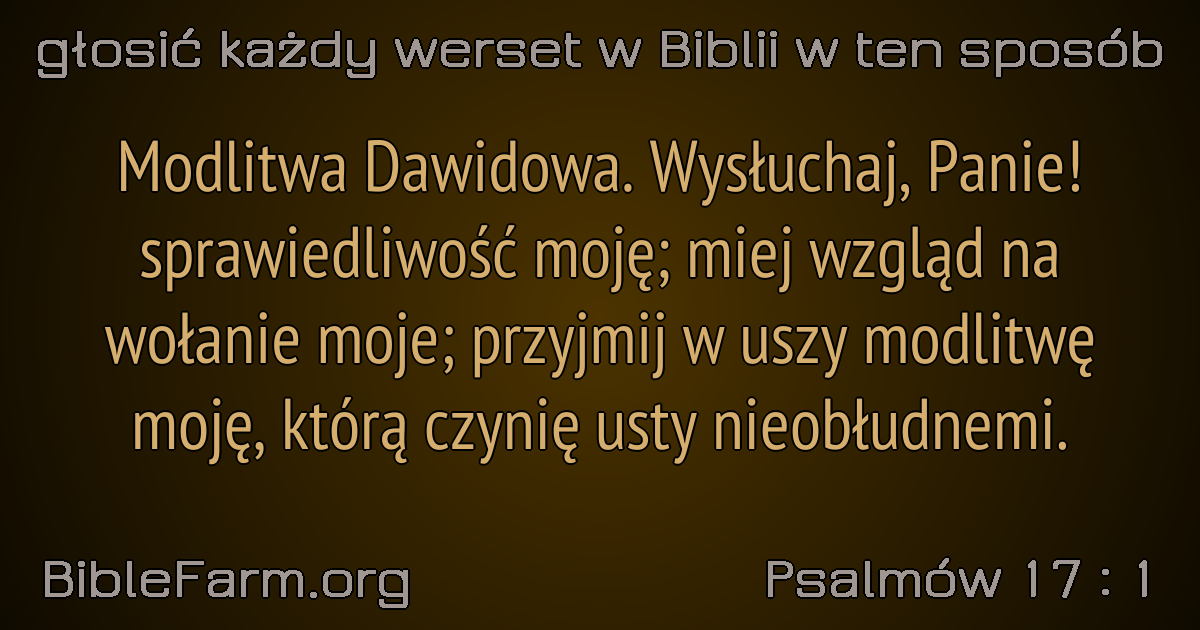 głosić każdy werset w Biblii w ten sposób
Modlitwa Dawidowa. Wysłuchaj, Panie!
sprawiedliwość moję; miej wzgląd na
wołanie moje; przyjmij w uszy modlitwę
moję, którą czynię usty nieobłudnemi.
BibleFarm.org
Psalmów 17 : 1